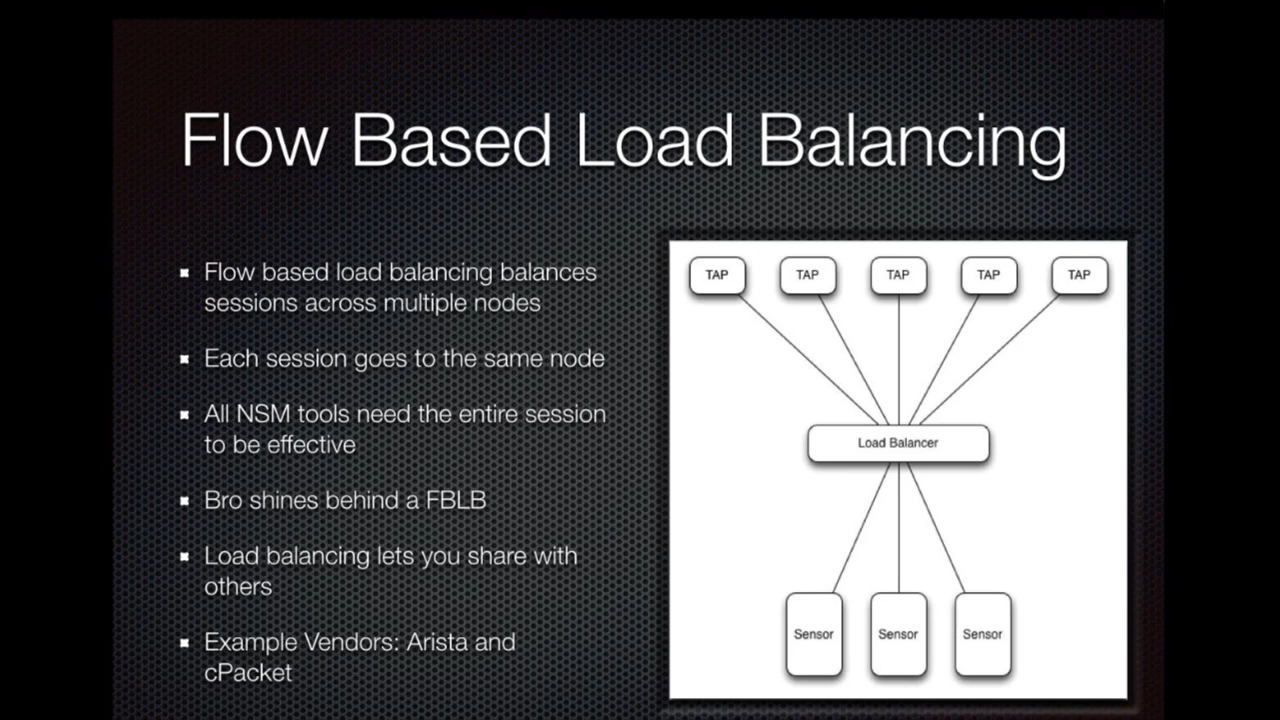 Flow Based Load Balancing
Flow based load balancing balances
sessions across multiple nodes
Each session goes to the same node
All NSM tools need the entire session
to be effective
Bro shines behind a FBLB
Load balancing lets you share with
others
Example Vendors: Arista and
cPacket
TAP TAP TAP TAP TAP
Load Balancer
Sensor Sensor Sensor